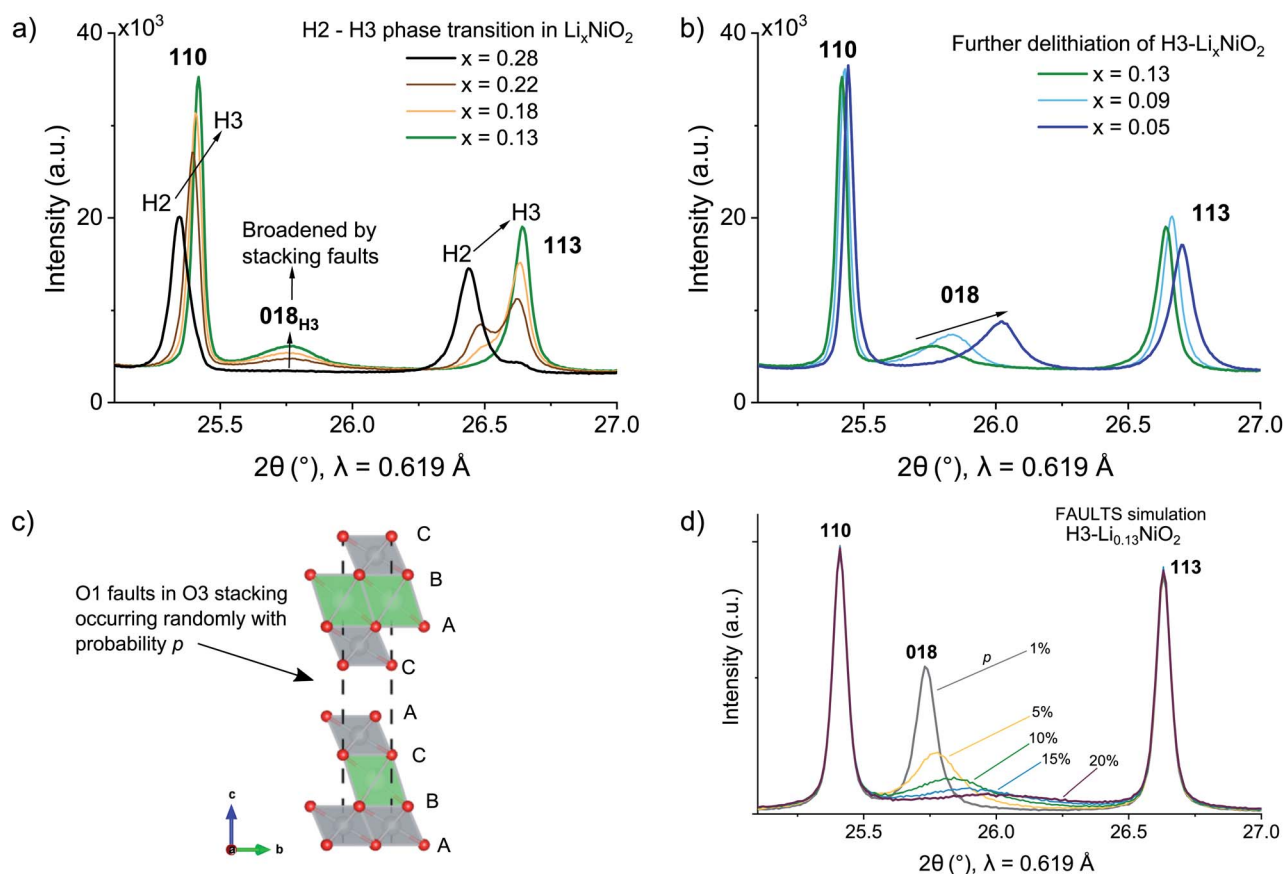 a)
H2 - H3 phase transition in LixNiO2
x = 0.28
x = 0.22
x = 0.18
x = 0.13
x10³
40
20
0
Intensity (a.u.)
110
H3
H2
Broadened by
stacking faults
018H3
H2
H3
113
25.5
26.0
26.5
27.0
2θ (°), λ = 0.619 Å
b)
Further delithiation of H3-LixNiO2
x = 0.13
x = 0.09
x = 0.05
x10³
40
20
0
Intensity (a.u.)
110
018
113
25.5
26.0
26.5
27.0
2θ (°), λ = 0.619 Å
c)
O1 faults in O3 stacking
occurring randomly with
probability p
C
B
A
C
A
C
B
A
c
a
b
d)
FAULTS simulation
H3-Li0.13NiO2
Intensity (a.u.)
110
018
113
p
1%
5%
10%
15%
20%
25.5
26.0
26.5
27.0
2θ (°), λ = 0.619 Å